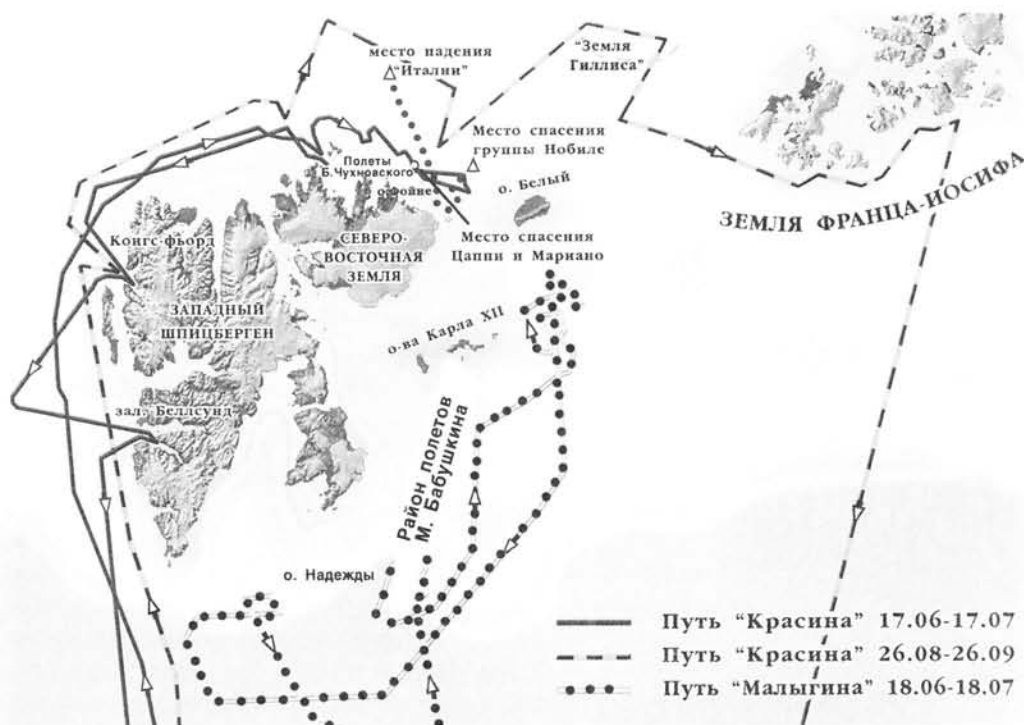 место падения
"Италии"
"Земля
Гиллиса"
Место спасения
группы Нобиле
Полеты
Б. Чухновского
о. Фойне
о. Белый
ЗЕМЛЯ ФРАНЦА-ИОСИФА
Конгс-фьорд
СЕВЕРО-
ВОСТОЧНАЯ
ЗЕМЛЯ
Место спасения
Цаппи и Мариано
ЗАПАДНЫЙ
ШПИЦБЕРГЕН
о-ва Карла XII
зал. Беллсунд
Район полетов
М. Бабушкина
о. Надежды
Путь "Красина" 17.06-17.07
Путь "Красина" 26.08-26.09
Путь "Малыгина" 18.06-18.07